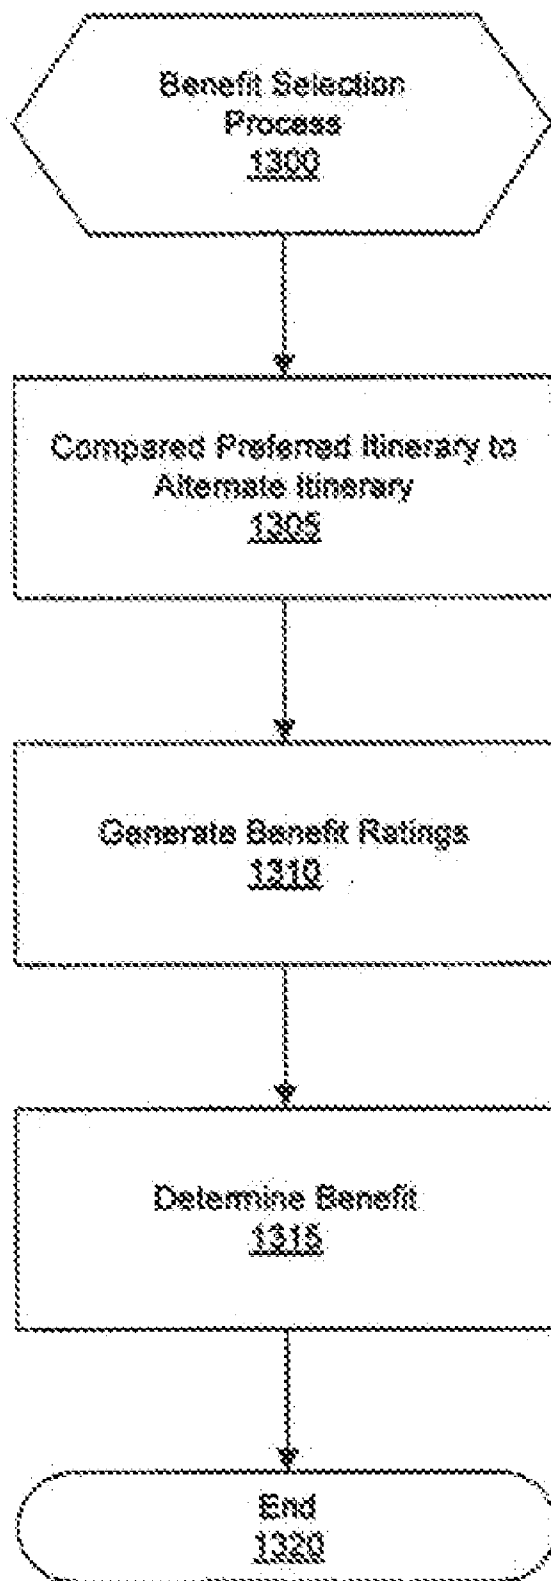 Benefit Selection
Process
1300
Compared Preferred Itinerary to
Alternate Itinerary
1305
Generate Benefit Ratings
1310
Determine Benefit
1315
End
1320